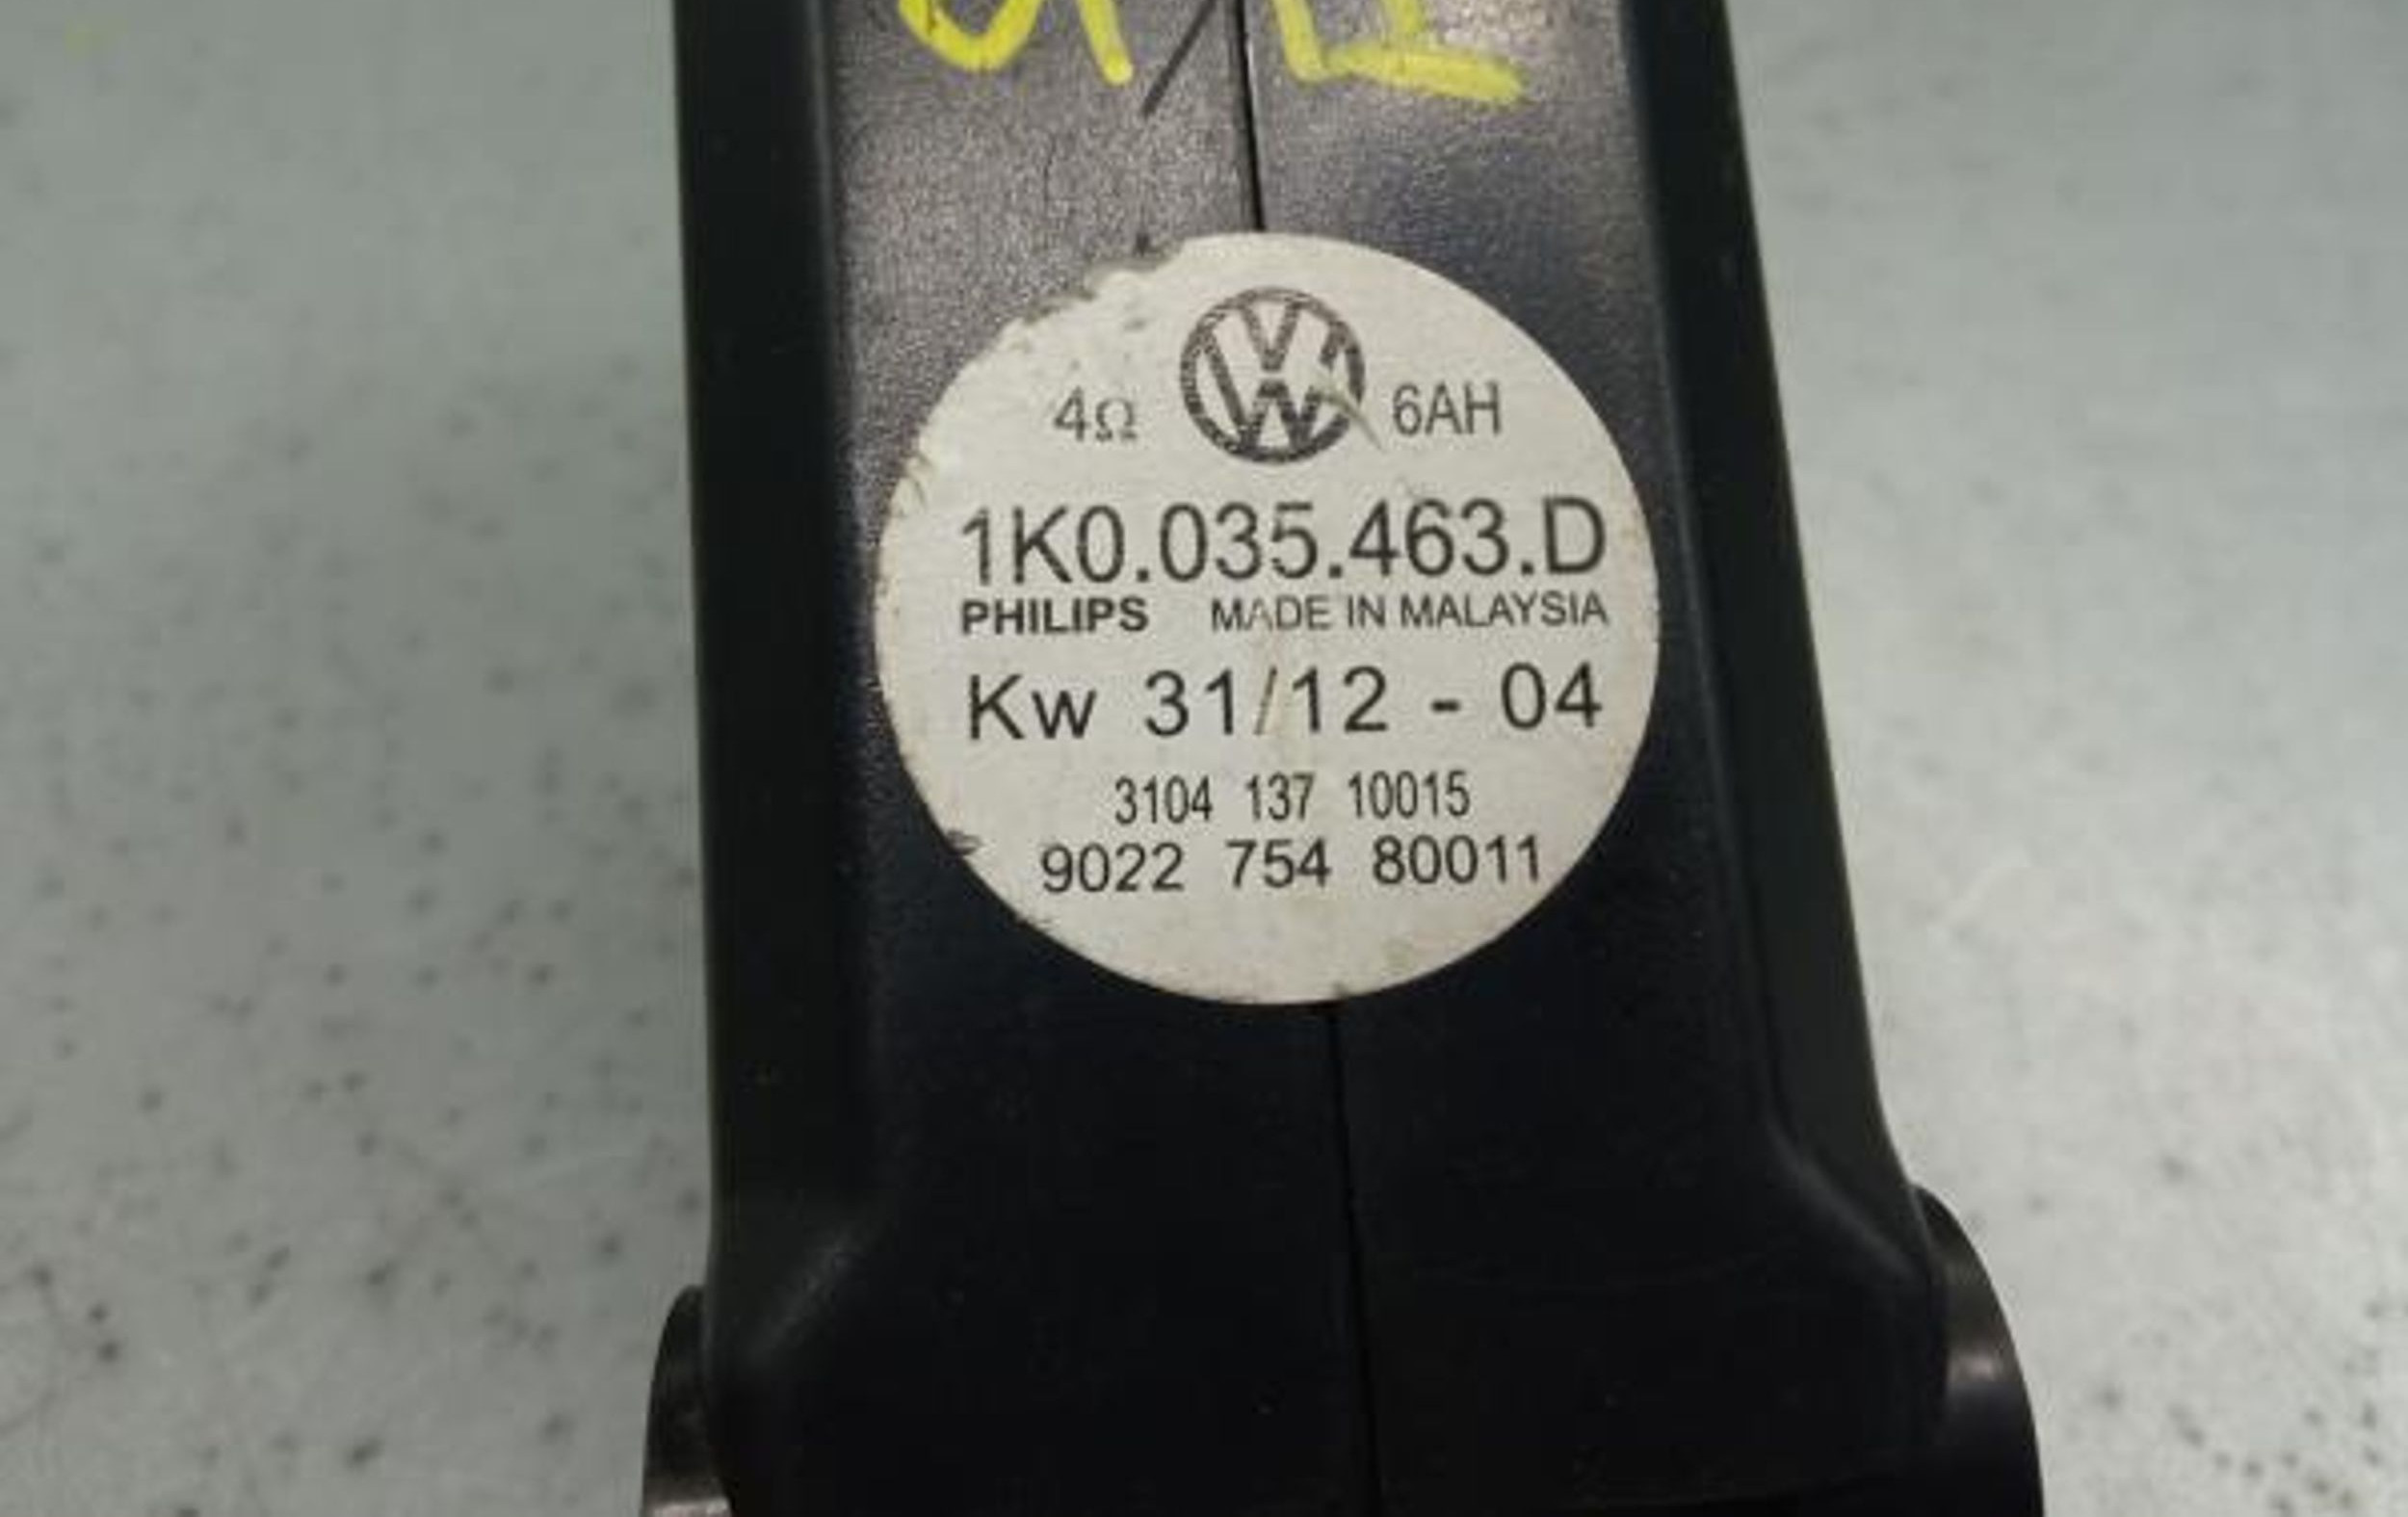 4Ω 6AH
1K0.035.463.D
PHILIPS MADE IN MALAYSIA
Kw 31/12 - 04
3104 137 10015
9022 754 80011